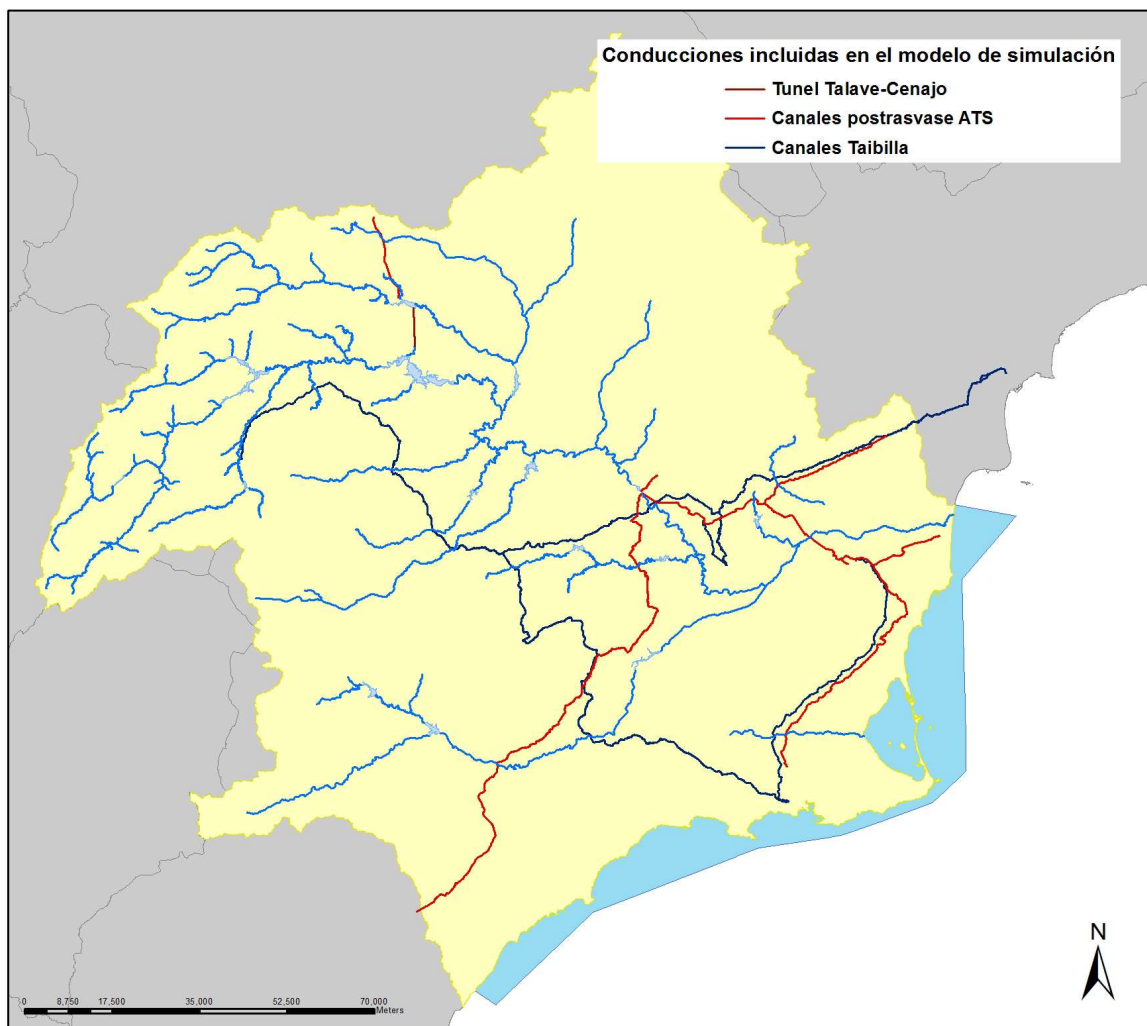 Conducciones incluidas en el modelo de simulación
Tunel Talave-Cenajo
Canales postrasvase ATS
Canales Taibilla
N
0 8,750 17,500 35,000 52,500 70,000
Meters